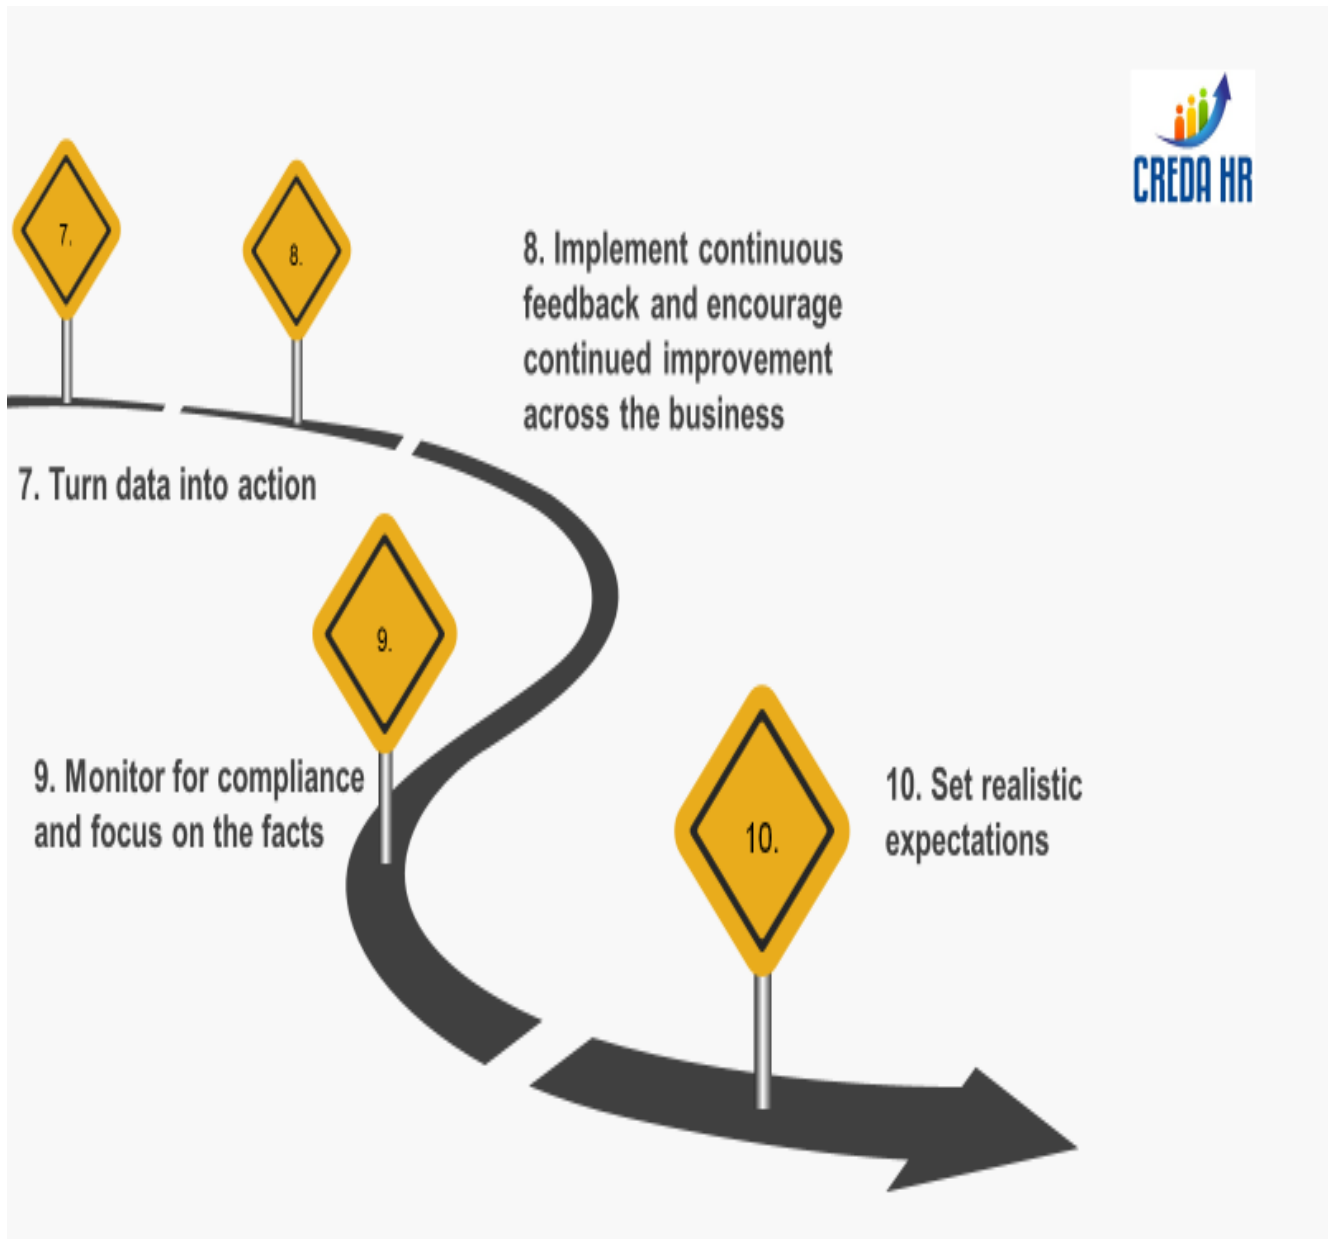 CREDA HR
7.
8.
8. Implement continuous
feedback and encourage
continued improvement
across the business
7. Turn data into action
9.
9. Monitor for compliance
and focus on the facts
10.
10. Set realistic
expectations